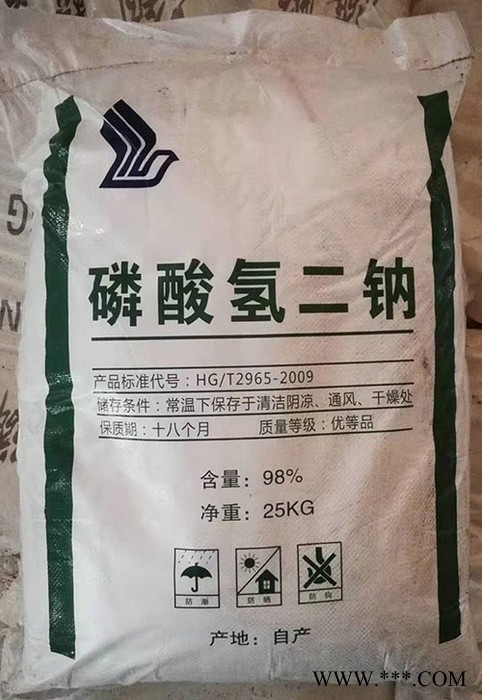 磷酸氢二钠
产品标准代号：HG/T2965-2009
储存条件：常温下保存于清洁阴凉、通风、干燥处
保质期：十八个月 质量等级：优等品
含量：98%
净重：25KG
防潮 防晒 防钩
产地：自产
WWW.***.COM